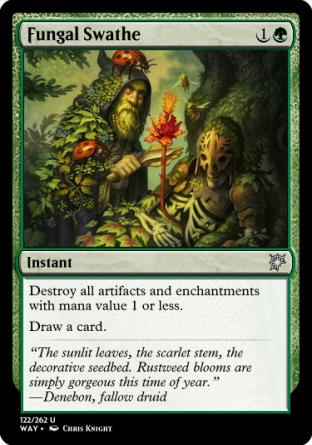 Fungal Swathe 1
Instant
Destroy all artifacts and enchantments
with mana value 1 or less.
Draw a card.
“The sunlit leaves, the scarlet stem, the
decorative seedbed. Rustweed blooms are
simply gorgeous this time of year.”
—Denebon, fallow druid
122/262 U
WAY • Chris Knight